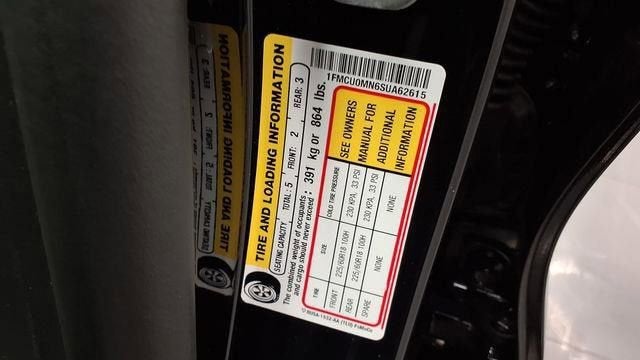 1FMCU0MN6SUA62615
TIRE AND LOADING INFORMATION
SEATING CAPACITY TOTAL: 5 FRONT: 2 REAR: 3
The combined weight of occupants
and cargo should never exceed: 391 kg or 864 lbs.
TIRE SIZE COLD TIRE PRESSURE
FRONT 225/60R18 100H 230 KPA, 33 PSI
REAR 225/60R18 100H 230 KPA, 33 PSI
SPARE NONE NONE
SEE OWNERS
MANUAL FOR
ADDITIONAL
INFORMATION